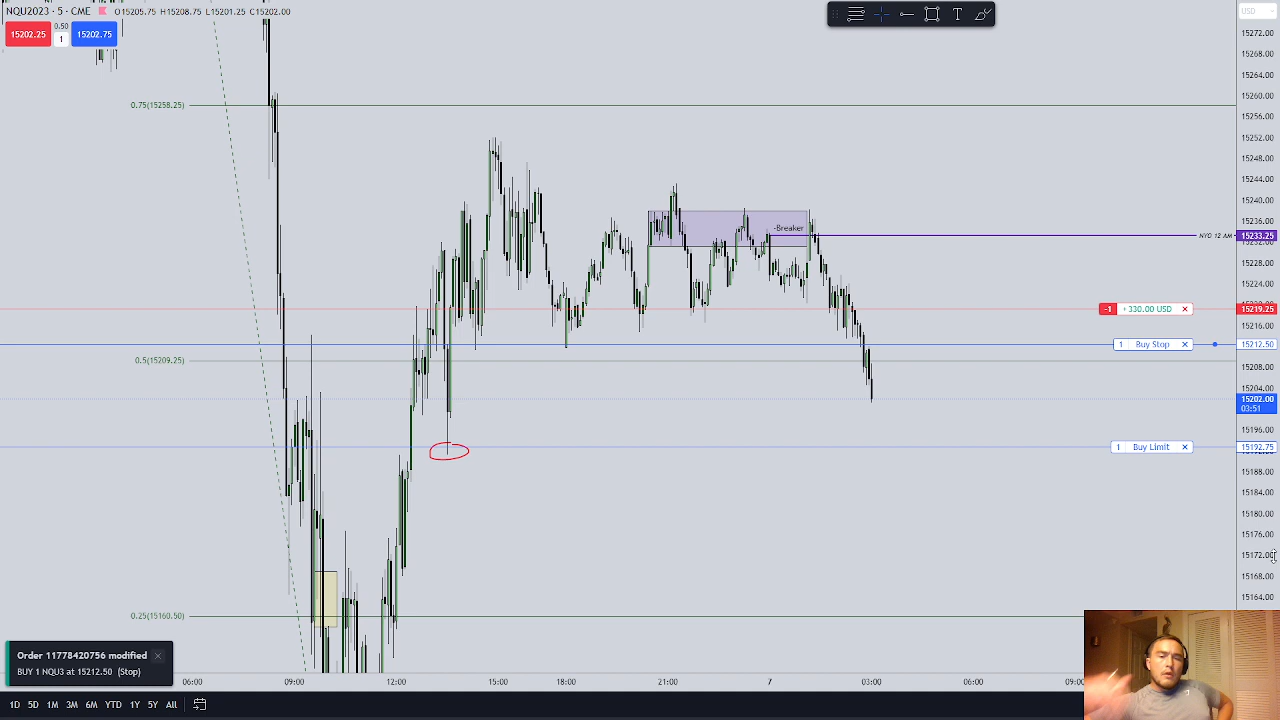 NQU2023 · 5 · CME O15205.75 H15208.75 L15201.25 C15202.00
15202.25 0.50 1 15202.75
USD
15272.00
15268.00
15264.00
15260.00
0.75(15258.25)
15256.00
15252.00
15248.00
15244.00
15240.00
15236.00
-Breaker
NYO 12 AM 15233.25
15228.00
15224.00
-1 +330.00 USD 15219.25
15216.00
1 Buy Stop 15212.50
0.5(15209.25)
15208.00
15204.00
15202.00
03:51
15196.00
1 Buy Limit 15192.75
15188.00
15184.00
15180.00
15176.00
15172.00
15168.00
15164.00
0.25(15160.50)
Order 11778420756 modified
BUY 1 NQU3 at 15212.50 (Stop)
06:00 09:00 12:00 15:00 18:00 21:00 7 03:00 06:00 09:00
1D 5D 1M 3M 6M YTD 1Y 5Y All